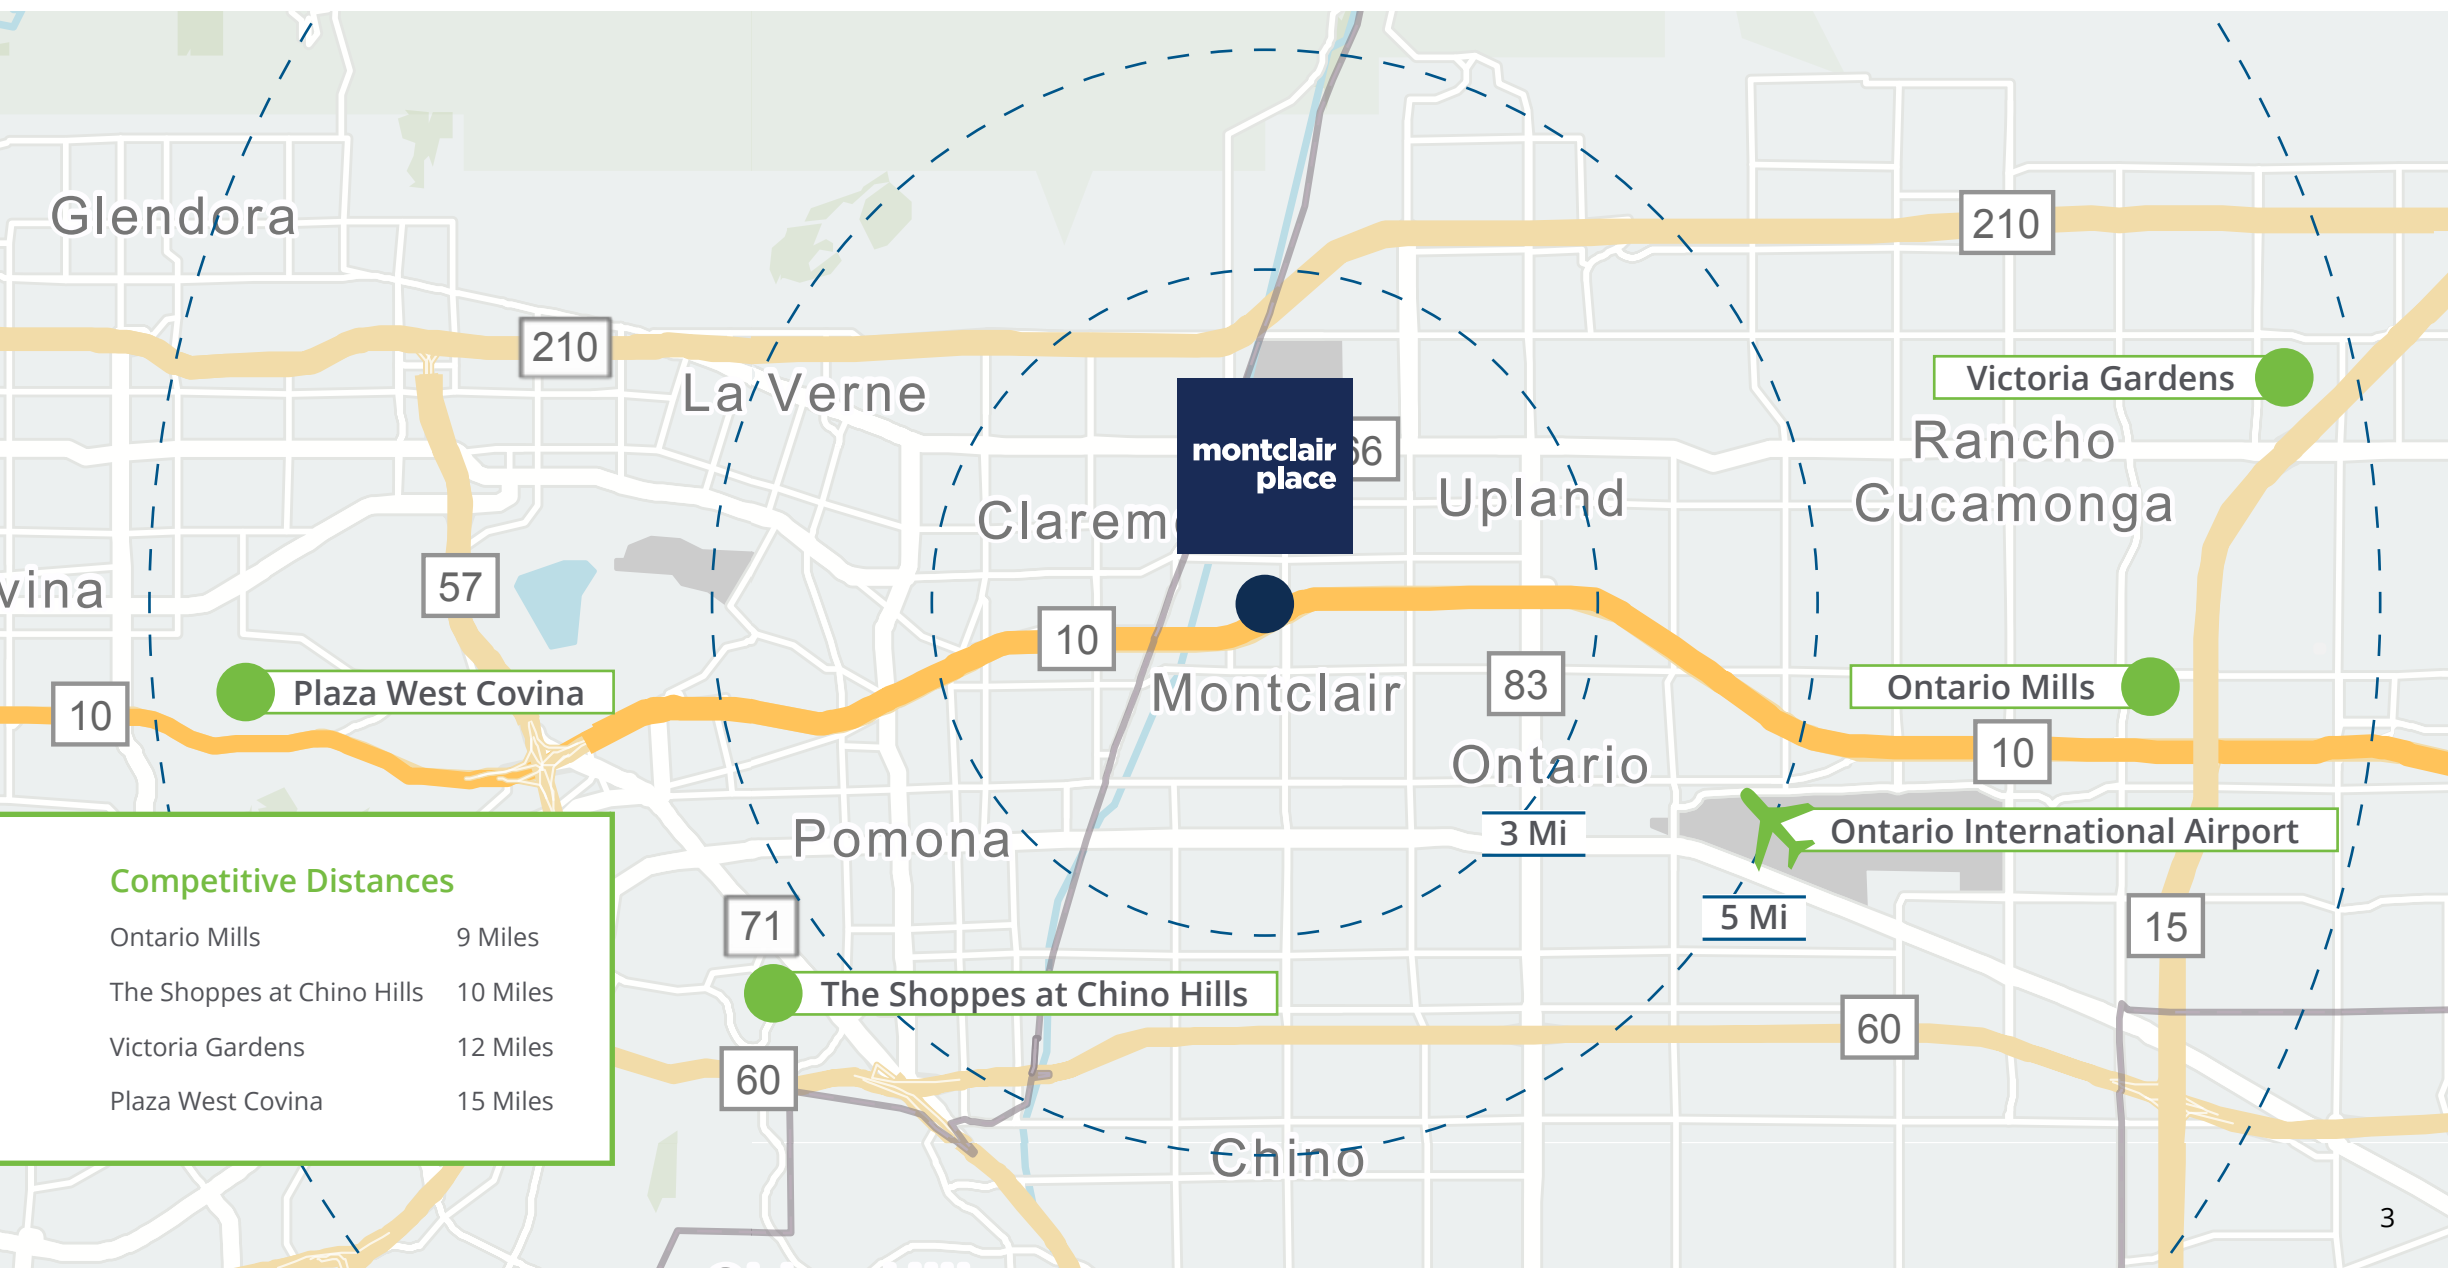 Glendora
210
210
La Verne
Victoria Gardens
montclair
place
66
Rancho
Cucamonga
Upland
Clarem
vina
57
10
Montclair
83
Plaza West Covina
10
Ontario Mills
10
Ontario
Pomona
3 Mi
Ontario International Airport
5 Mi
71
15
The Shoppes at Chino Hills
60
60
Chino
Competitive Distances
Ontario Mills 9 Miles
The Shoppes at Chino Hills 10 Miles
Victoria Gardens 12 Miles
Plaza West Covina 15 Miles
3